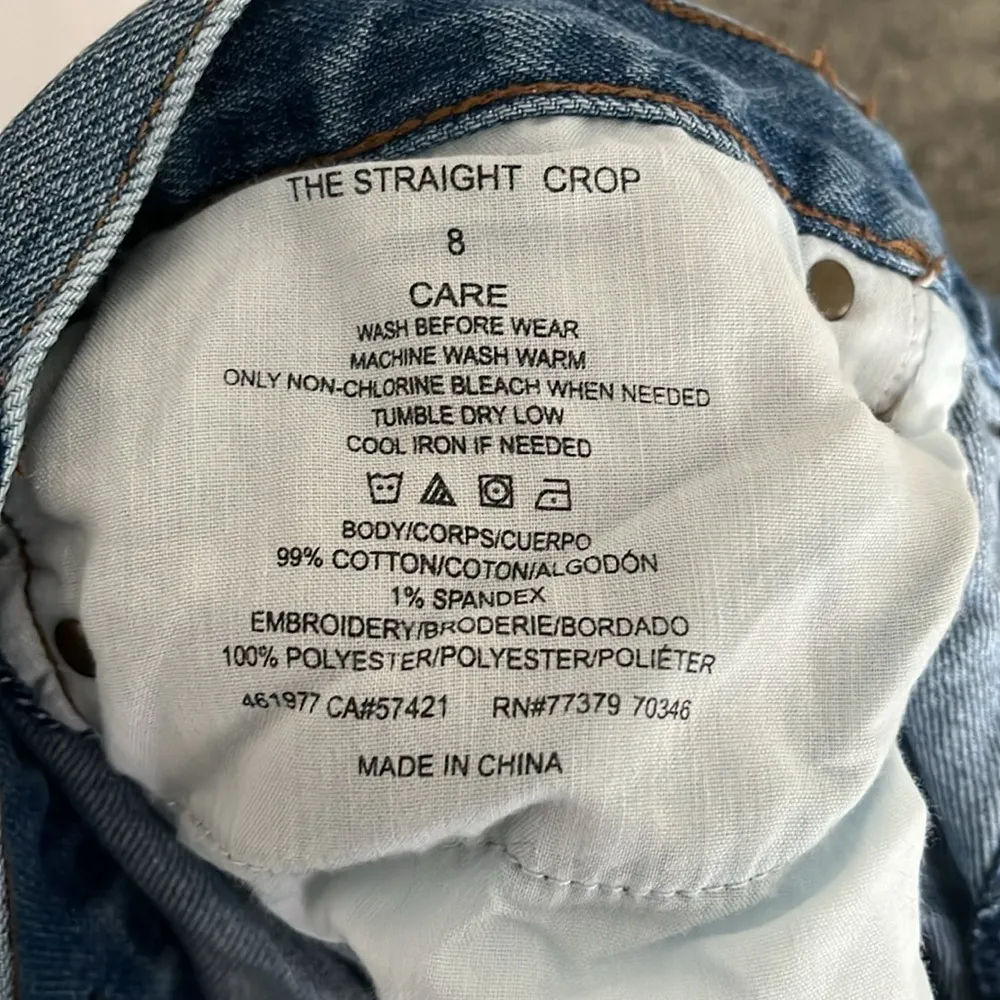 THE STRAIGHT CROP
8
CARE
WASH BEFORE WEAR
MACHINE WASH WARM
ONLY NON-CHLORINE BLEACH WHEN NEEDED
TUMBLE DRY LOW
COOL IRON IF NEEDED
BODY/CORPS/CUERPO
99% COTTON/COTON/ALGODÓN
1% SPANDEX
EMBROIDERY/BRODERIE/BORDADO
100% POLYESTER/POLYESTER/POLIÉTER
461977 CA#57421 RN#77379 70346
MADE IN CHINA